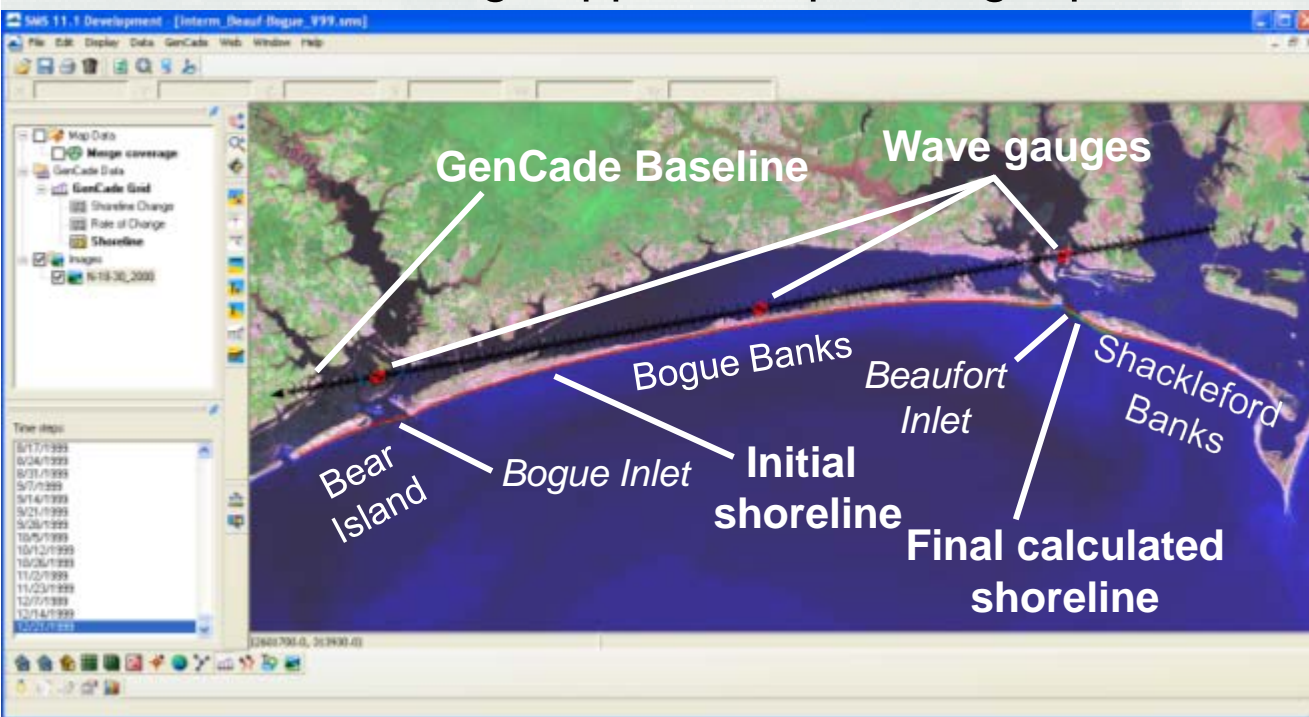 SMS 11.1 Development - [Interm_Beauf-Bogue_V99.sms]
File Edit Display Data GenCade Web Window Help
Map Data
Merge coverage
GenCade Data
GenCade Grid
Shoreline Change
Rate of Change
Shoreline
Images
N-18-30_2000
GenCade Baseline
Wave gauges
Bogue Banks
Beaufort
Inlet
Shackleford
Banks
Bear
Island
Bogue Inlet
Initial
shoreline
Final calculated
shoreline
Time steps:
8/17/1999
8/24/1999
8/31/1999
9/7/1999
9/14/1999
9/21/1999
9/28/1999
10/5/1999
10/12/1999
10/26/1999
11/2/1999
11/23/1999
12/7/1999
12/14/1999
12/21/1999